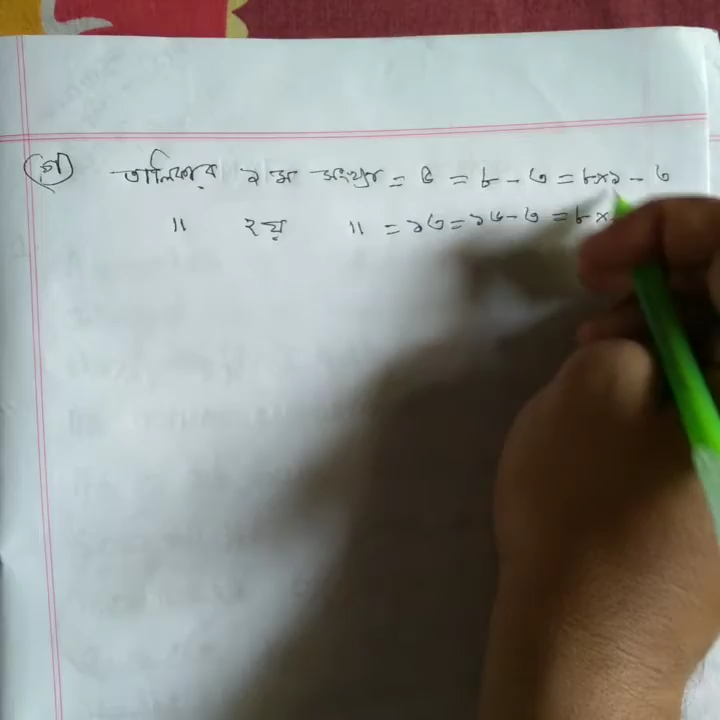 (গ) তালিকার ১ম সংখ্যা = ৫ = ৮ - ৩ = ৮×১ - ৩
" ২য় " = ১৩ = ১৬ - ৩ = ৮×